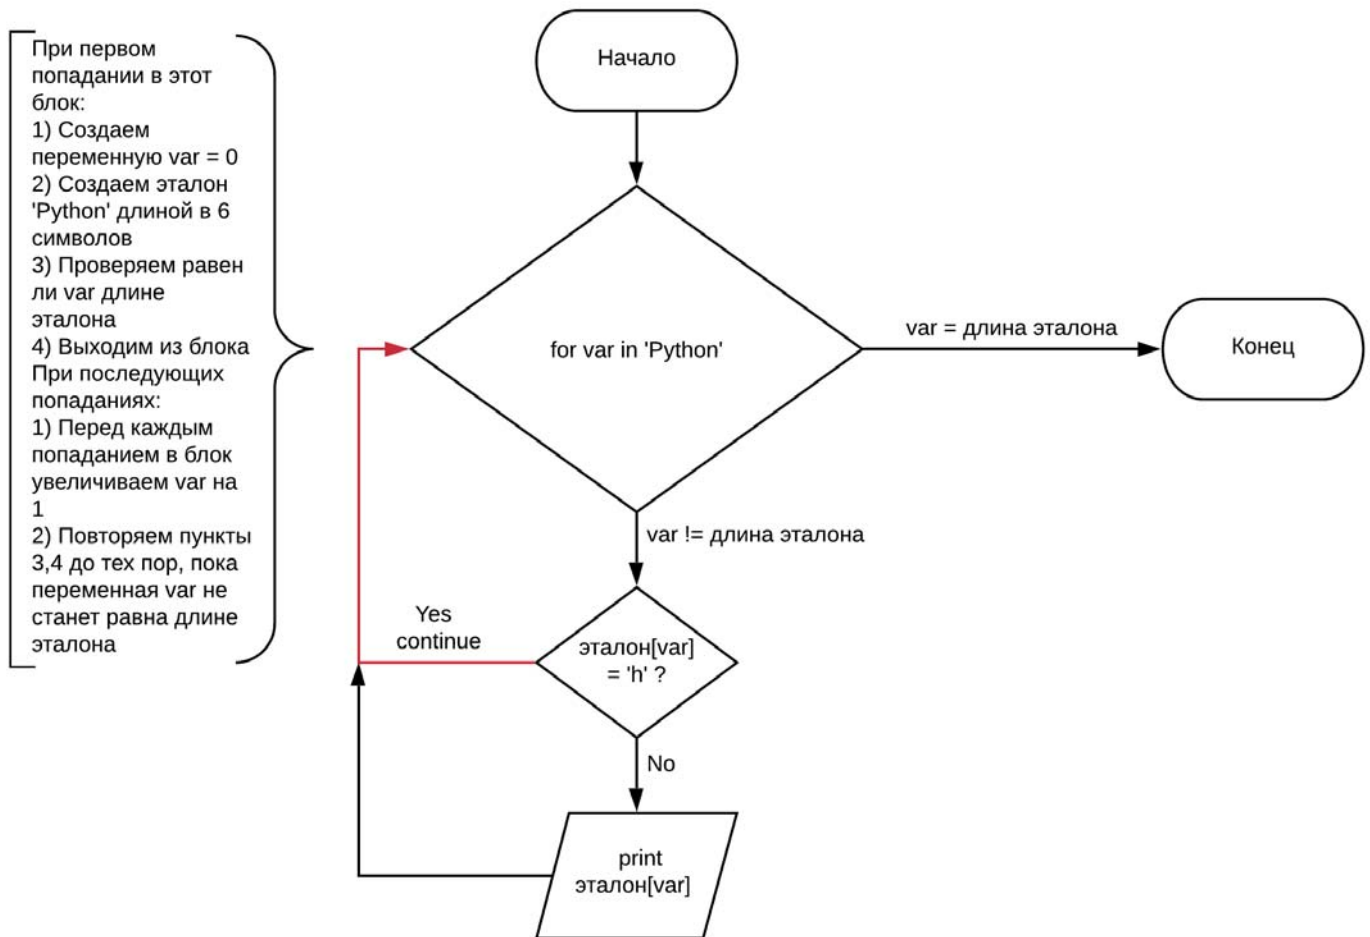 При первом
попадании в этот
блок:
1) Создаем
переменную var = 0
2) Создаем эталон
'Python' длиной в 6
символов
3) Проверяем равен
ли var длине
эталона
4) Выходим из блока
При последующих
попаданиях:
1) Перед каждым
попаданием в блок
увеличиваем var на
1
2) Повторяем пункты
3,4 до тех пор, пока
переменная var не
станет равна длине
эталона
Начало
for var in 'Python'
var = длина эталона
Конец
var != длина эталона
Yes
continue
эталон[var]
= 'h' ?
No
print
эталон[var]